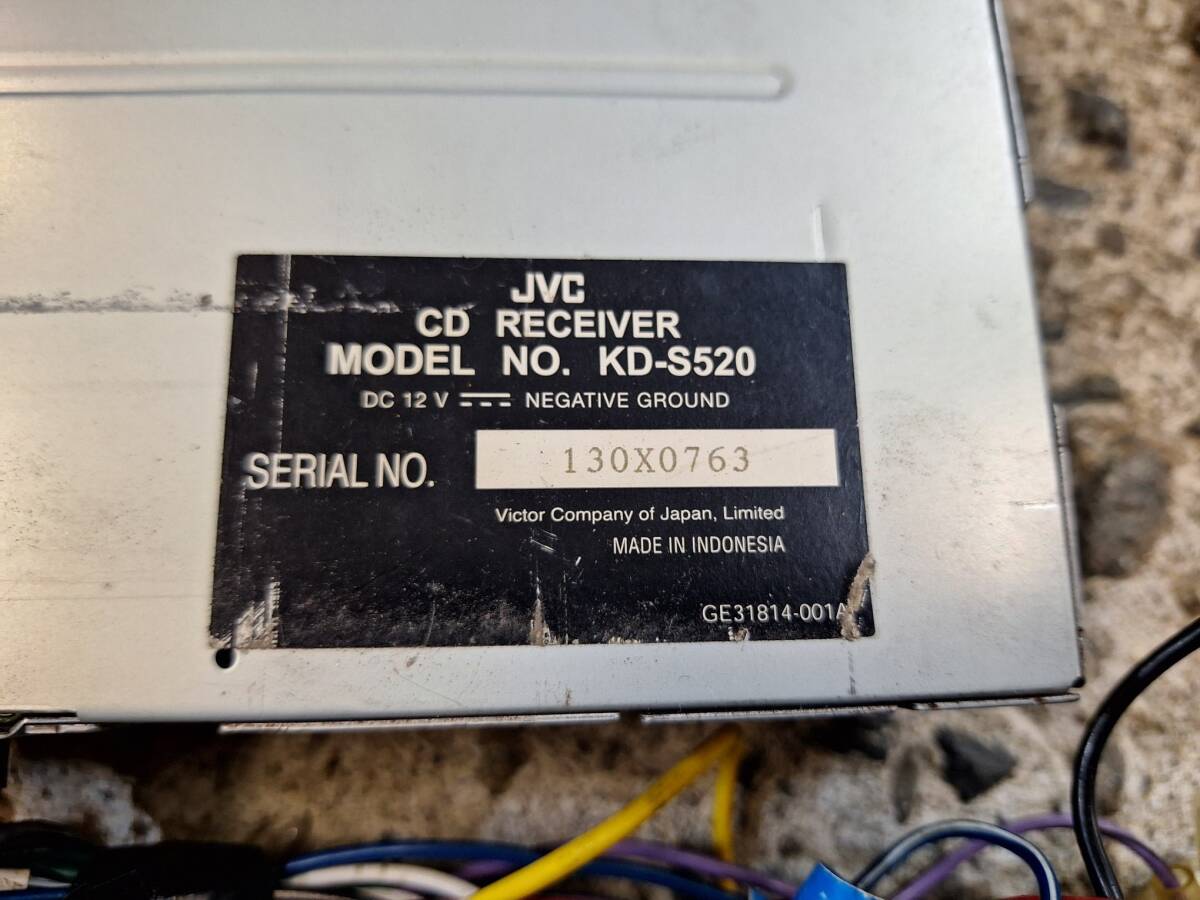 JVC
CD RECEIVER
MODEL NO. KD-S520
DC 12 V NEGATIVE GROUND
SERIAL NO. 130X0763
Victor Company of Japan, Limited
MADE IN INDONESIA
GE31814-001A